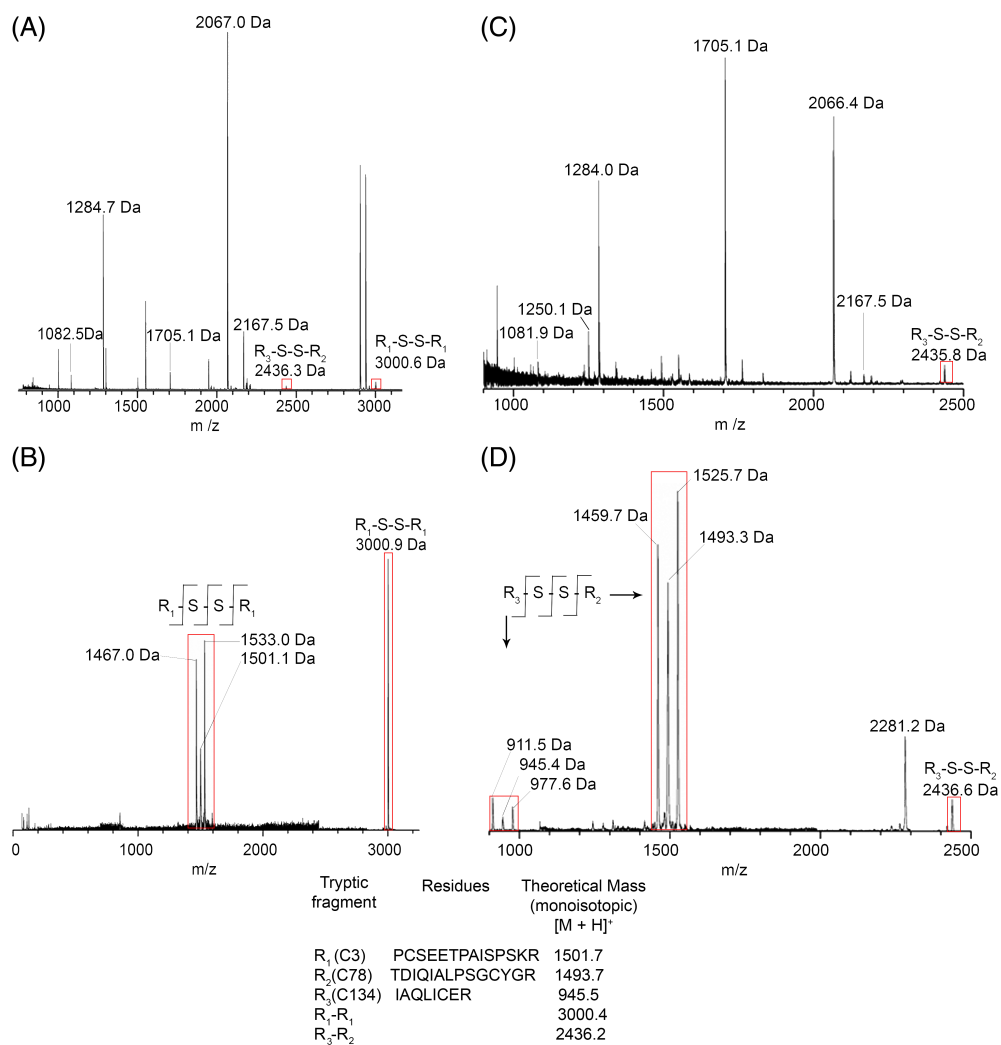 (A)
2067.0 Da
1284.7 Da
1082.5Da
1705.1 Da
2167.5 Da
R3-S-S-R2
2436.3 Da
R1-S-S-R1
3000.6 Da
1000 1500 2000 2500 3000
m /z
(C)
1705.1 Da
2066.4 Da
1284.0 Da
1250.1 Da
1081.9 Da
2167.5 Da
R3-S-S-R2
2435.8 Da
1000 1500 2000 2500
m/z
(B)
R1-S-S-R1
3000.9 Da
R1-S-S-R1
1467.0 Da
1533.0 Da
1501.1 Da
0 1000 2000 3000
m/z
(D)
1525.7 Da
1459.7 Da
1493.3 Da
R3-S-S-R2
911.5 Da
945.4 Da
977.6 Da
2281.2 Da
R3-S-S-R2
2436.6 Da
1000 1500 2000 2500
m/z
Tryptic fragment Residues Theoretical Mass (monoisotopic) [M + H]+
R1 (C3) PCSEETPAISPSKR 1501.7
R2(C78) TDIQIALPSGCYGR 1493.7
R3(C134) IAQLICER 945.5
R1-R1 3000.4
R3-R2 2436.2